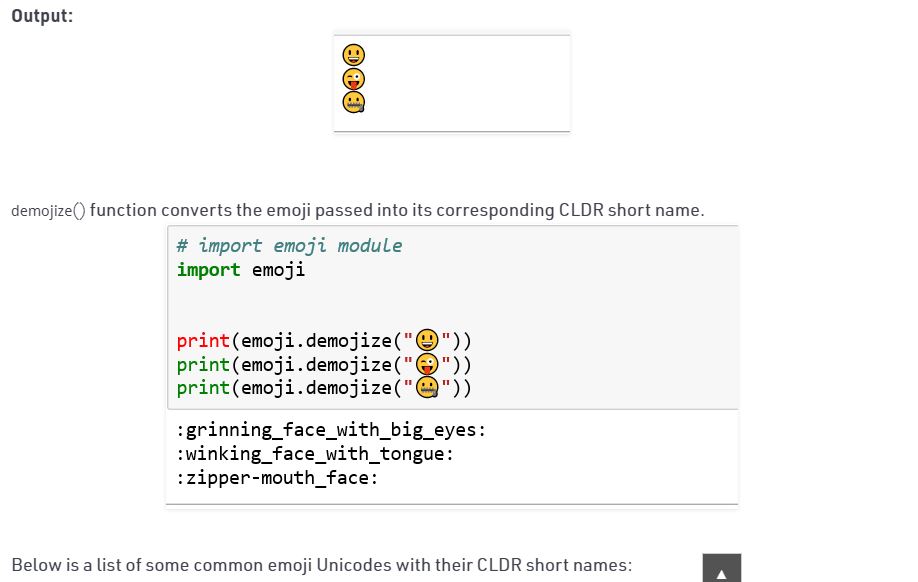 Output:
😃
😜
🤐
demojize() function converts the emoji passed into its corresponding CLDR short name.
# import emoji module
import emoji
print(emoji.demojize("😃"))
print(emoji.demojize("😜"))
print(emoji.demojize("🤐"))
:grinning_face_with_big_eyes:
:winking_face_with_tongue:
:zipper-mouth_face:
Below is a list of some common emoji Unicodes with their CLDR short names:
▲